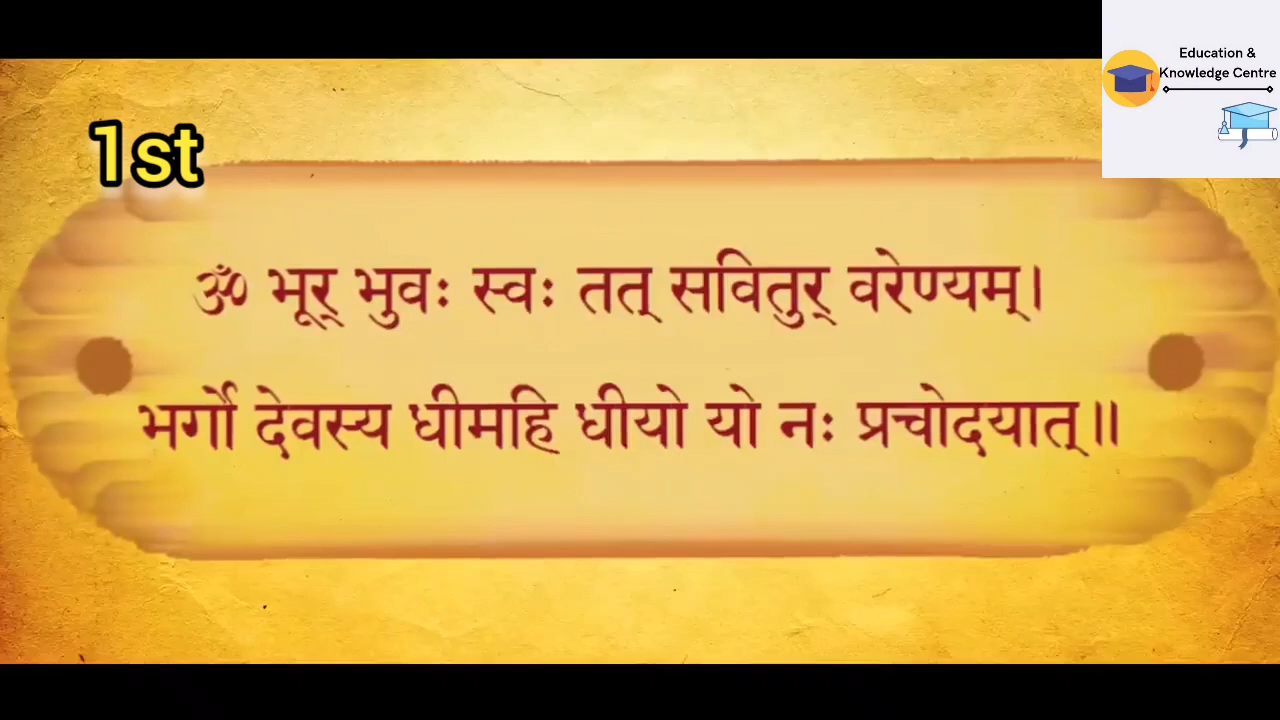 Education &
Knowledge Centre
1st
ॐ भूर् भुवः स्वः तत् सवितुर् वरेण्यम्।
भर्गो देवस्य धीमहि धीयो यो नः प्रचोदयात्॥